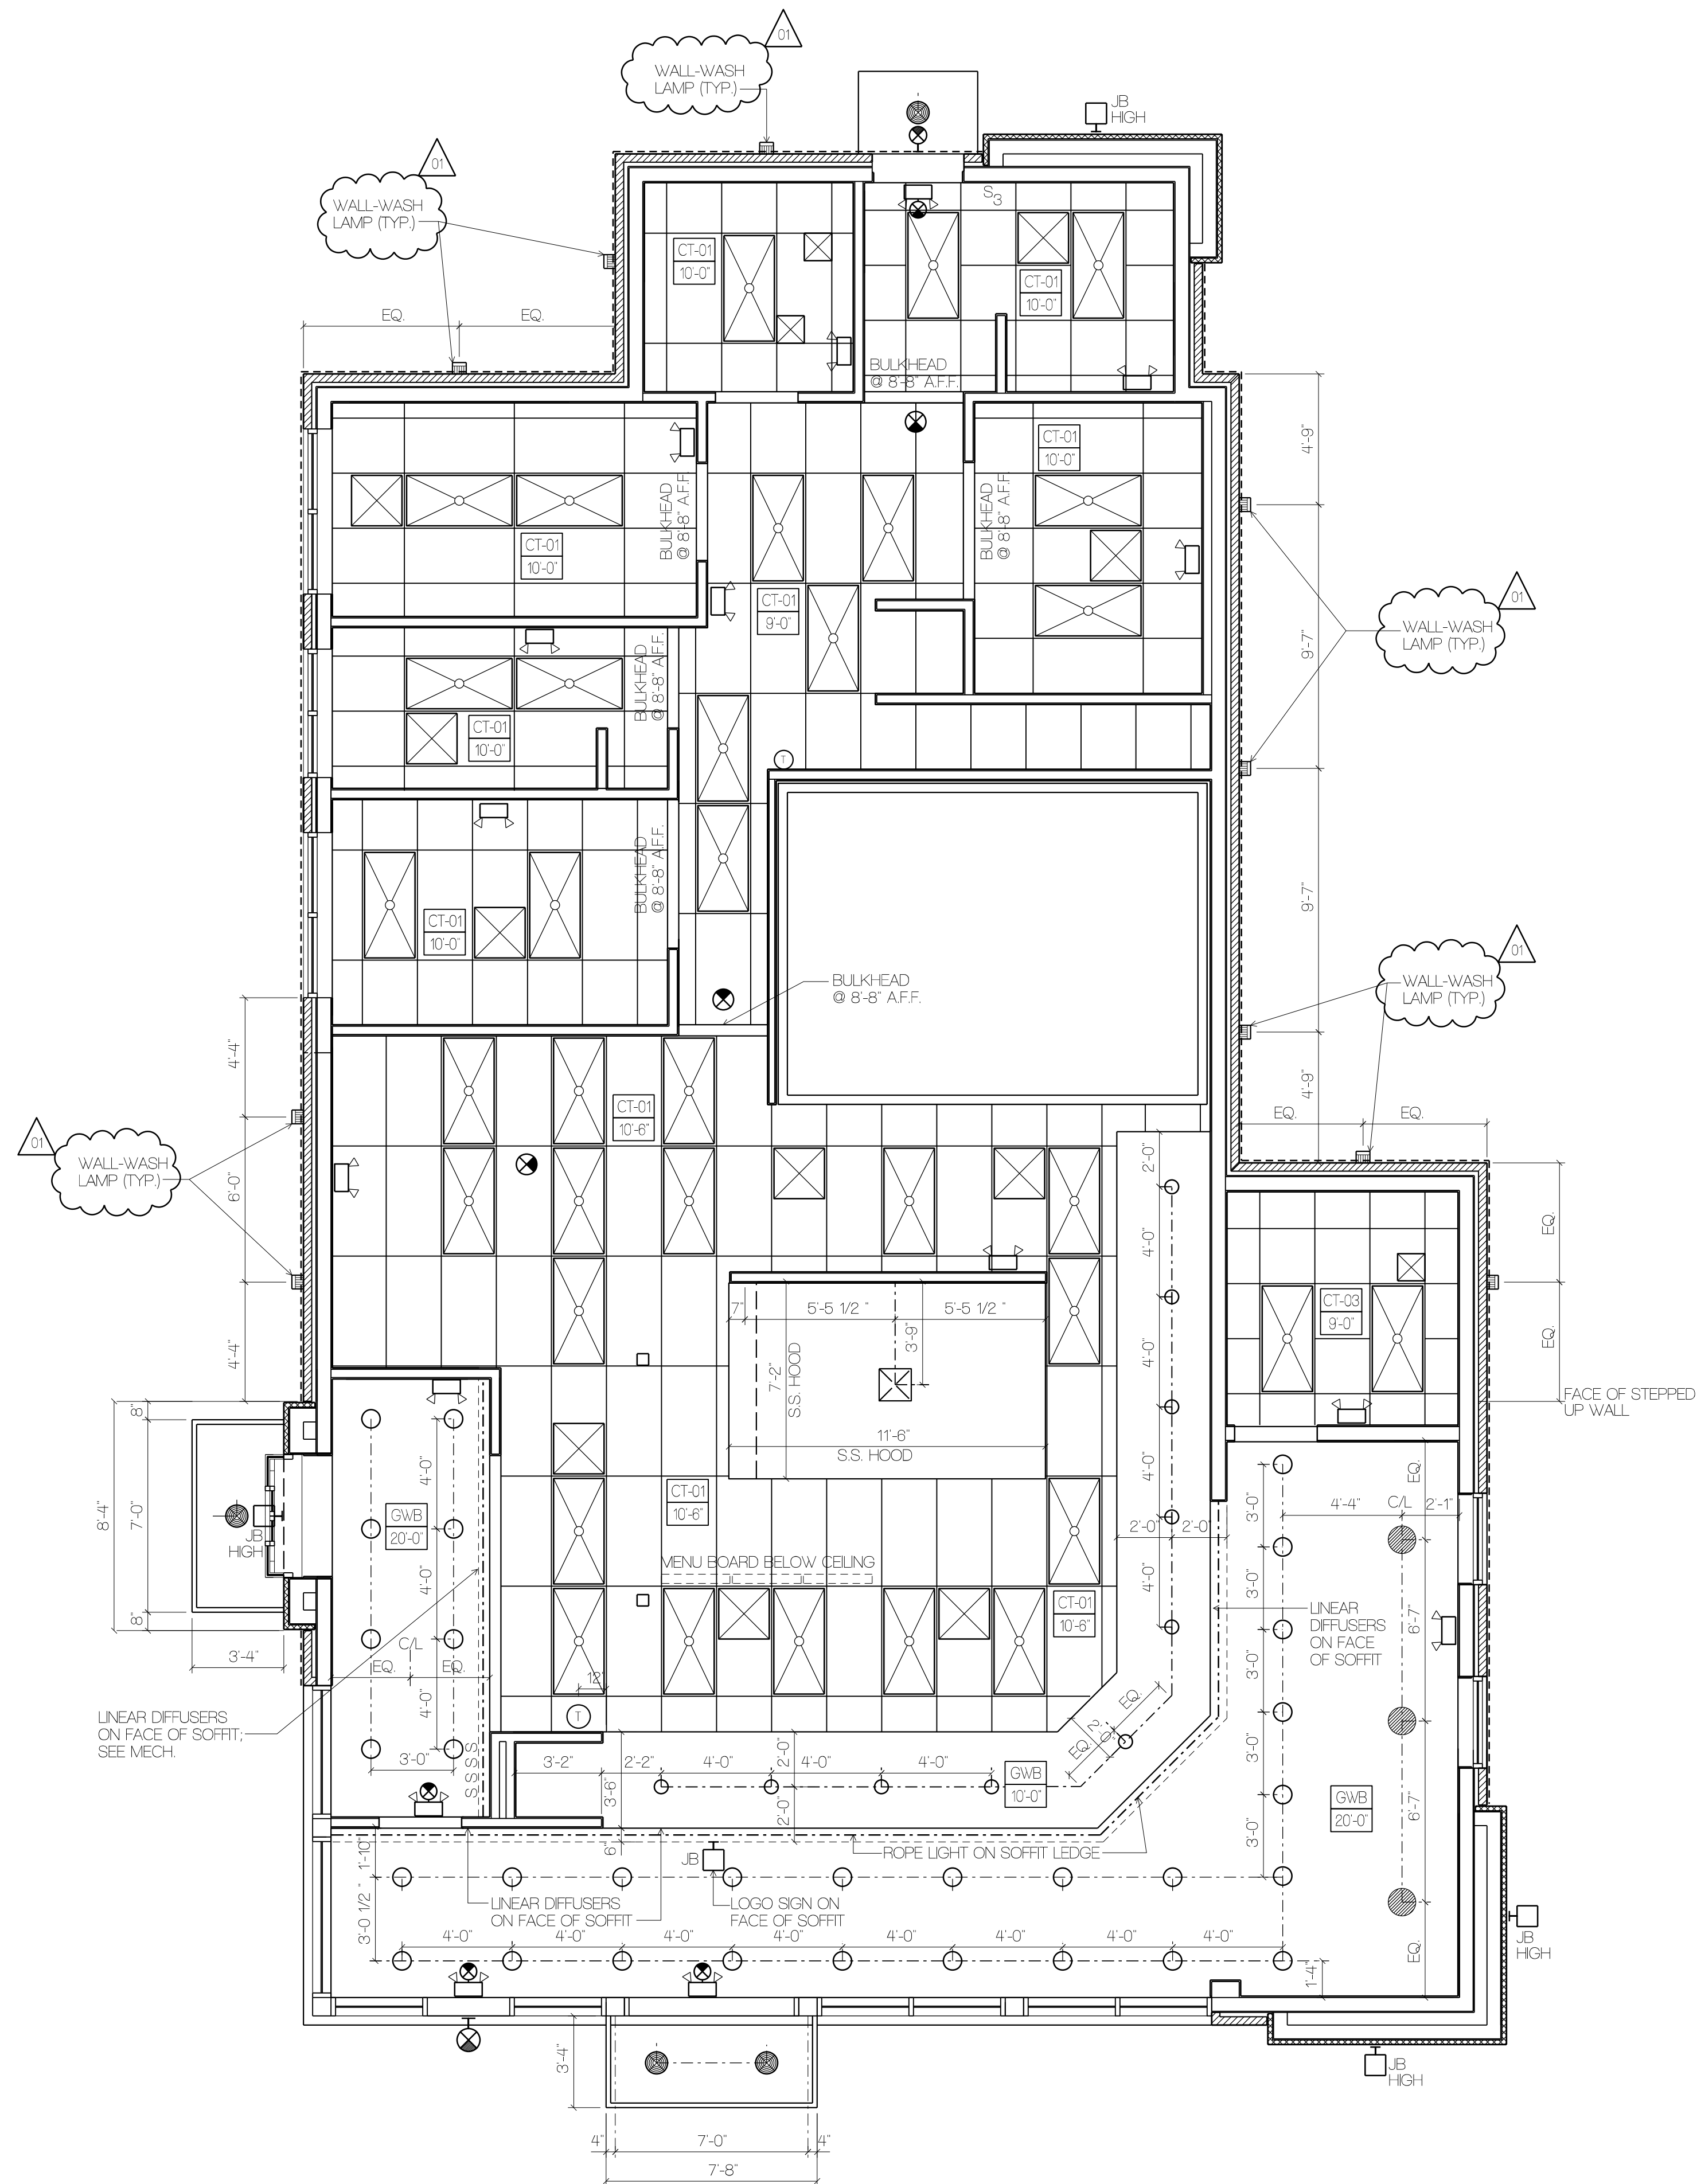 01
WALL-WASH
LAMP (TYP.)
JB
HIGH
01
WALL-WASH
LAMP (TYP.)
S3
CT-01
10'-0"
CT-01
10'-0"
EQ.
EQ.
BULKHEAD
@ 8'-8" A.F.F.
4'-9"
CT-01
10'-0"
BULKHEAD
@ 8'-8" A.F.F.
BULKHEAD
@ 8'-8" A.F.F.
CT-01
10'-0"
CT-01
9'-0"
01
WALL-WASH
LAMP (TYP.)
9'-7"
BULKHEAD
@ 8'-8" A.F.F.
CT-01
10'-0"
T
BULKHEAD
@ 8'-8" A.F.F.
CT-01
10'-0"
9'-7"
01
WALL-WASH
LAMP (TYP.)
BULKHEAD
@ 8'-8" A.F.F.
4'-4"
4'-9"
EQ.
EQ.
CT-01
10'-6"
01
WALL-WASH
LAMP (TYP.)
6'-0"
2'-0"
4'-0"
EQ.
4'-4"
7"
5'-5 1/2 "
5'-5 1/2 "
3'-9"
7'-2"
S.S. HOOD
11'-6"
S.S. HOOD
4'-0"
CT-03
9'-0"
EQ.
FACE OF STEPPED
UP WALL
8"
8'-4"
7'-0"
8"
3'-4"
JB
HIGH
4'-0"
GWB
20'-0"
4'-0"
C/L
EQ.
EQ.
4'-0"
3'-0"
CT-01
10'-6"
4'-0"
4'-0"
2'-0"
2'-0"
MENU BOARD BELOW CEILING
CT-01
10'-6"
EQ.
3'-0"
4'-4"
C/L
2'-1"
3'-0"
LINEAR
DIFFUSERS
ON FACE
OF SOFFIT
6'-7"
3'-0"
12"
T
LINEAR DIFFUSERS
ON FACE OF SOFFIT;
SEE MECH.
S S S S
3'-2"
2'-2"
4'-0"
4'-0"
4'-0"
2'-0"
2'-0"
3'-6"
6"
EQ.
EQ.
2'-0"
GWB
10'-0"
3'-0"
3'-0"
GWB
20'-0"
6'-7"
ROPE LIGHT ON SOFFIT LEDGE
JB
1'-10"
3'-0 1/2 "
LINEAR DIFFUSERS
ON FACE OF SOFFIT
LOGO SIGN ON
FACE OF SOFFIT
4'-0"
4'-0"
4'-0"
4'-0"
4'-0"
4'-0"
4'-0"
4'-0"
EQ.
JB
HIGH
1'-4"
3'-4"
JB
HIGH
4"
7'-0"
4"
7'-8"